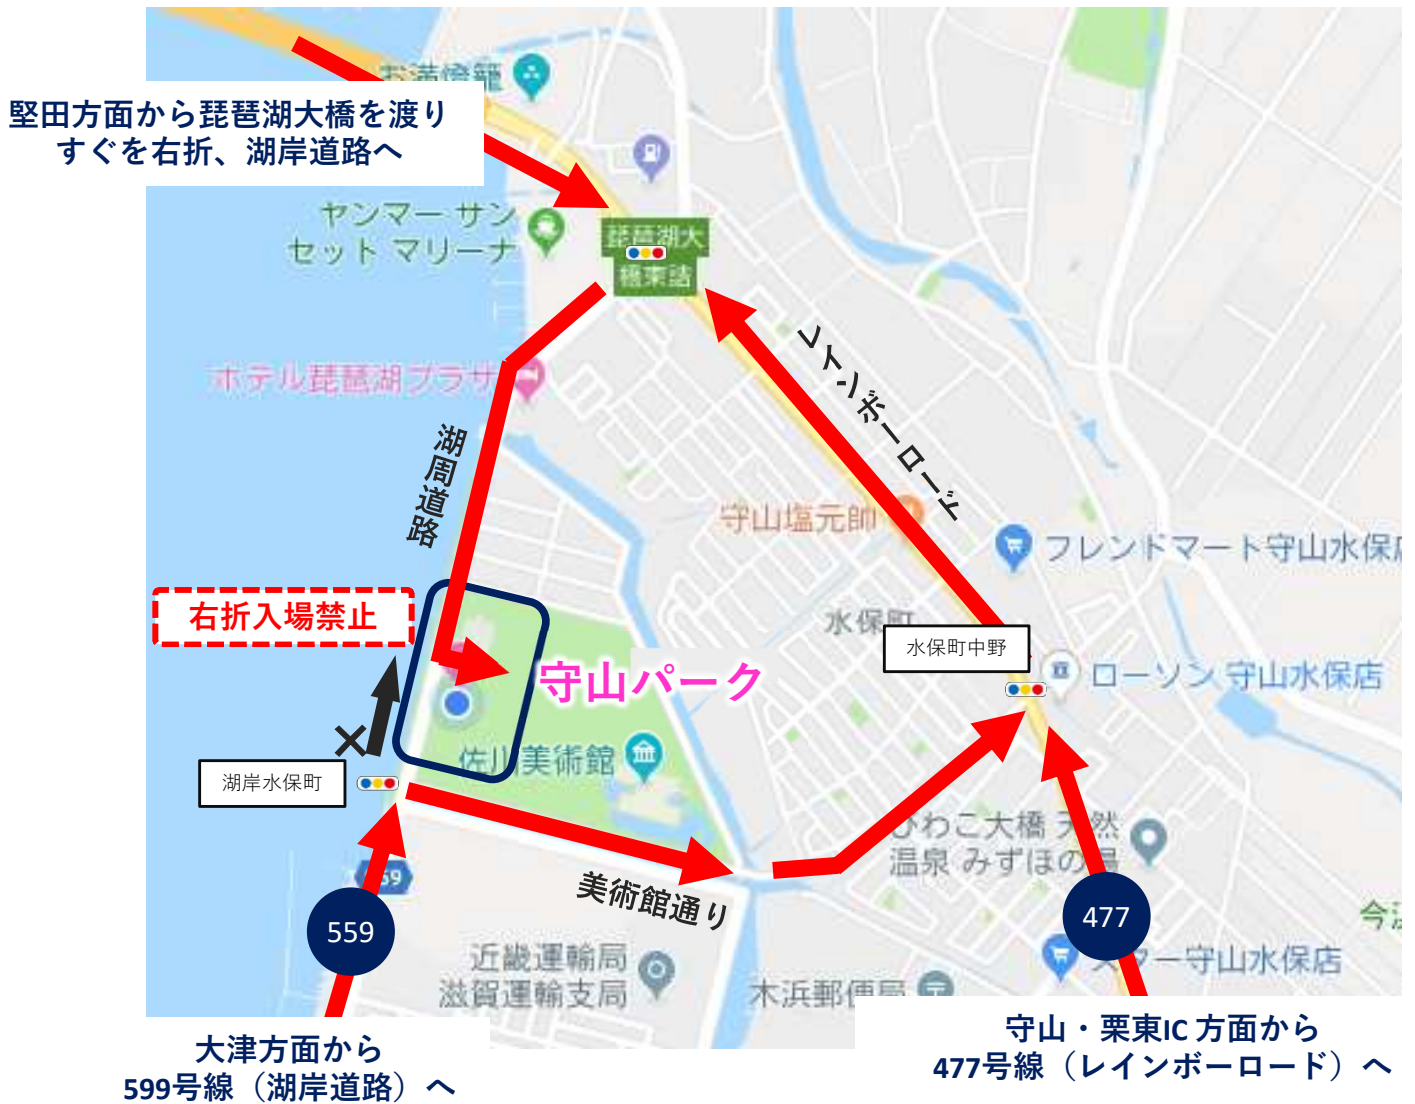 お満燈籠
堅田方面から琵琶湖大橋を渡り
すぐを右折、湖岸道路へ
ヤンマー サン
セット マリーナ
琵琶湖大
橋東詰
レインボーロード
ホテル琵琶湖プラザ
湖周道路
守山塩元帥
フレンドマート守山水保店
右折入場禁止
水保町
水保町中野
守山パーク
ローソン 守山水保店
佐川美術館
湖岸水保町
びわこ大橋 天然
温泉 みずほの湯
559
美術館通り
477
近畿運輸局
滋賀運輸支局
木浜郵便局
守山水保店
大津方面から
599号線（湖岸道路）へ
守山・栗東IC 方面から
477号線（レインボーロード）へ